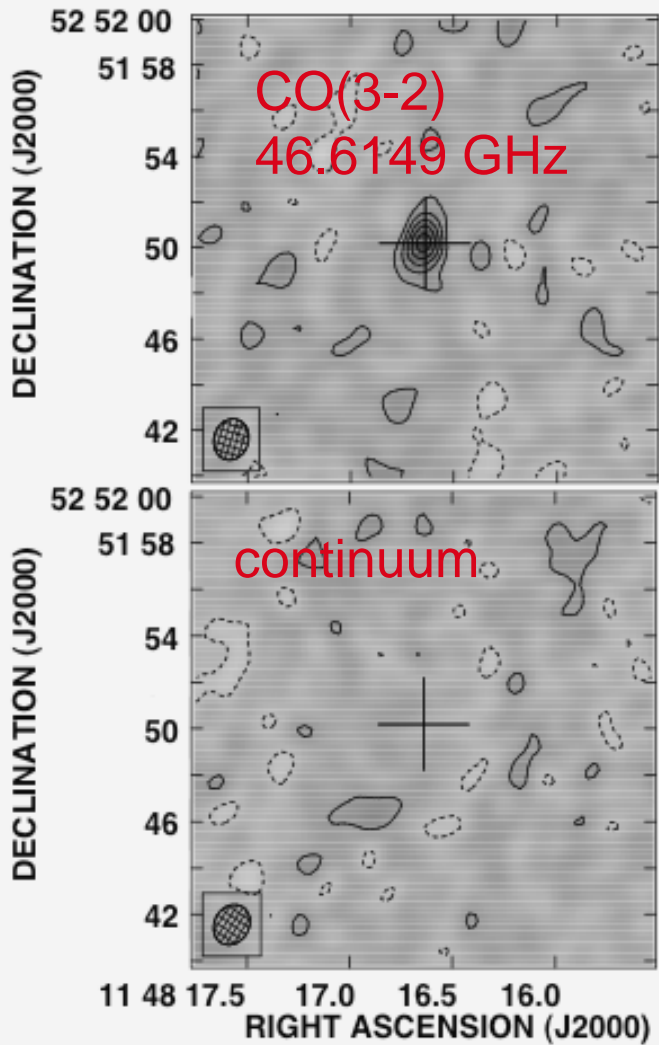 52 52 00
51 58
54
50
46
42
DECLINATION (J2000)
CO(3-2)
46.6149 GHz
52 52 00
51 58
54
50
46
42
DECLINATION (J2000)
continuum
11 48 17.5 17.0 16.5 16.0
RIGHT ASCENSION (J2000)